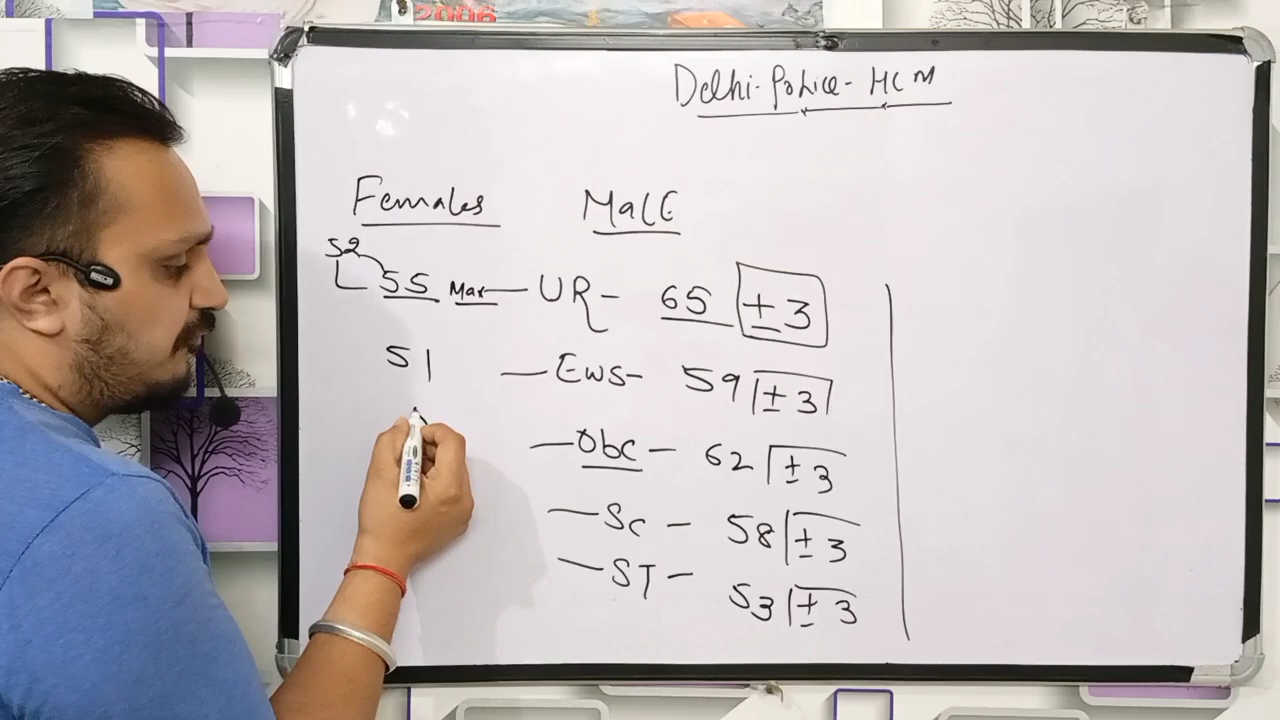 2006
Delhi-Police-HCM
Females MalE
52
55 Max — UR - 65 ±3
51 — EWS - 59 ±3
— Obc - 62 ±3
— Sc - 58 ±3
— ST - 53 ±3